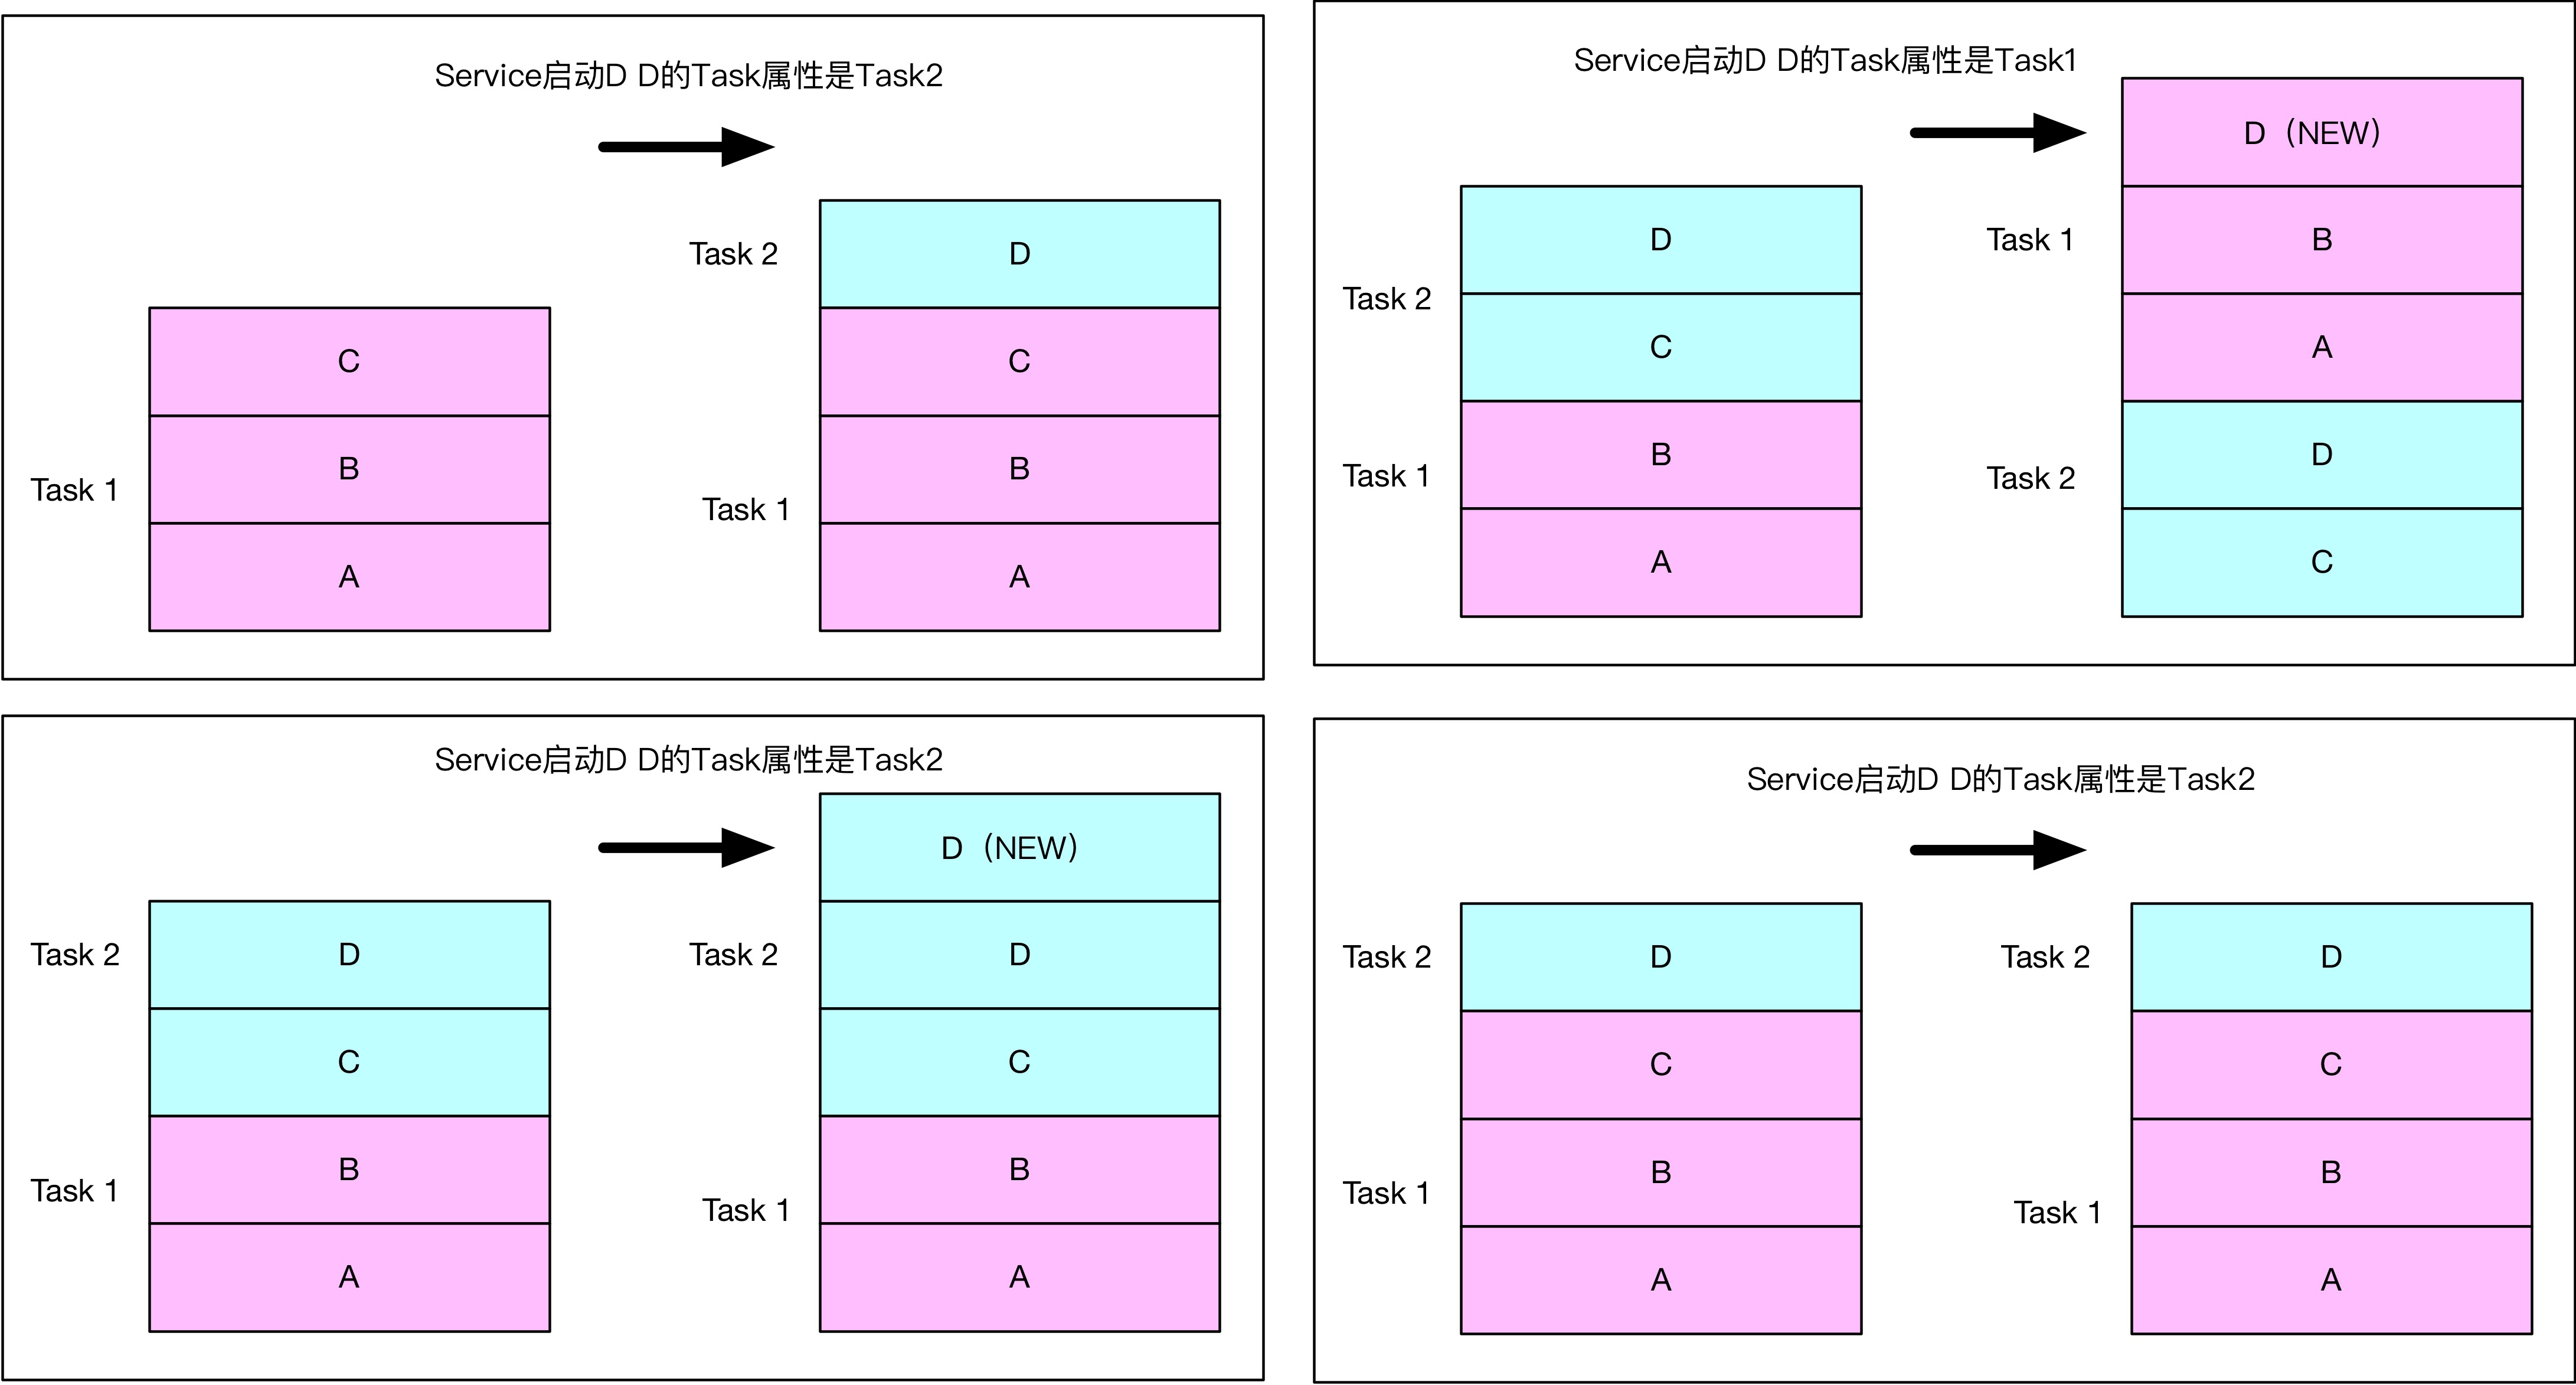 Service启动D D的Task属性是Task2
Task 2
D
C
C
B
B
Task 1
Task 1
A
A
Service启动D D的Task属性是Task1
D（NEW）
D
Task 1
B
Task 2
C
A
Task 1
B
D
Task 2
A
C
Service启动D D的Task属性是Task2
D（NEW）
Task 2
D
Task 2
D
C
C
B
B
Task 1
Task 1
A
A
Service启动D D的Task属性是Task2
Task 2
D
Task 2
D
C
C
B
B
Task 1
Task 1
A
A